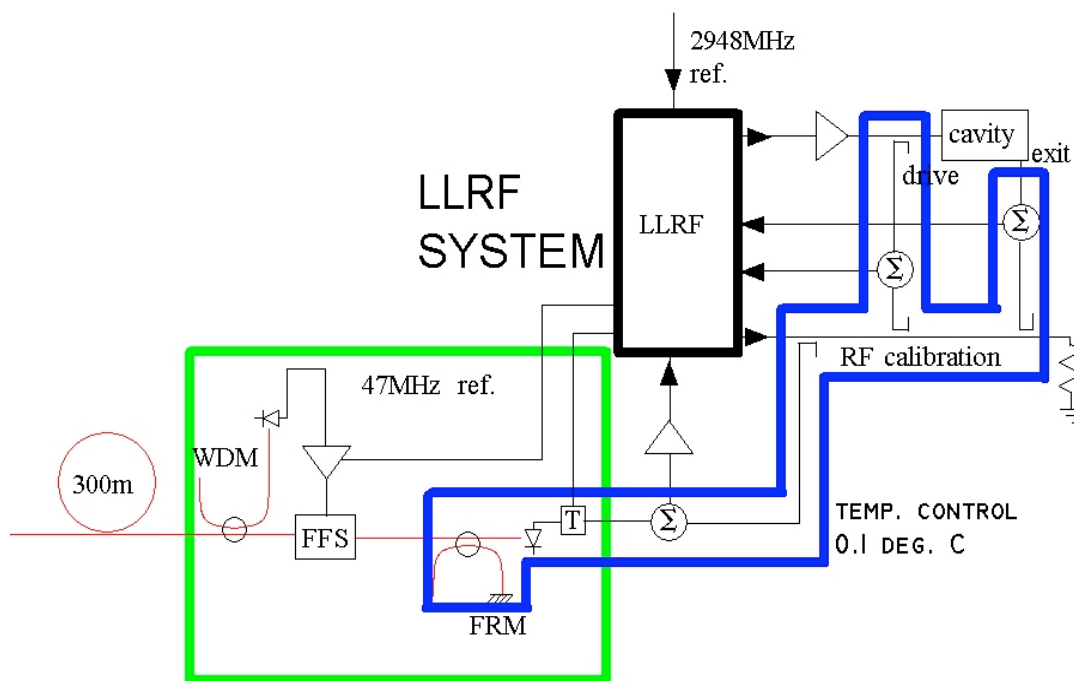 2948MHz
ref.
cavity
exit
drive
LLRF
SYSTEM
LLRF
Σ
Σ
RF calibration
47MHz ref.
WDM
300m
FFS
T
Σ
TEMP. CONTROL
0.1 DEG. C
FRM